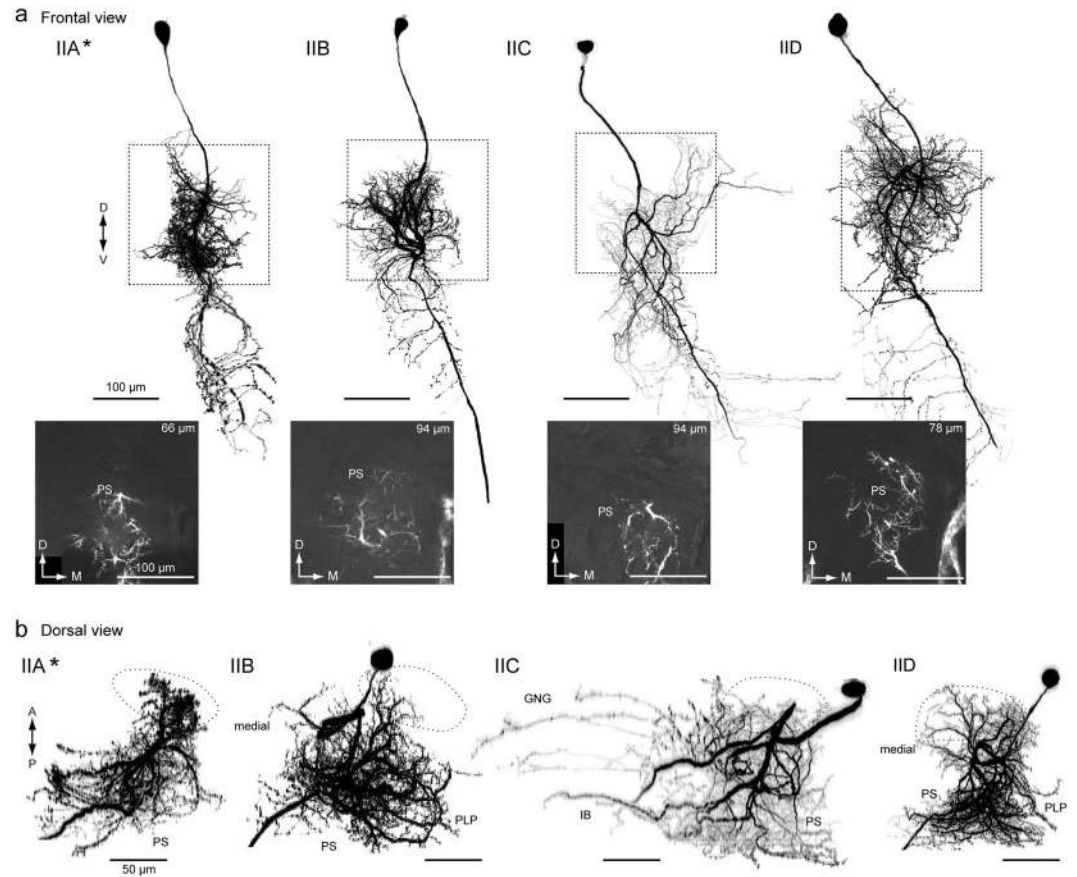 a Frontal view
IIA* IIB IIC IID
D
V
100 µm
66 µm
PS
D
M
100 µm
94 µm
PS
D
M
94 µm
PS
D
M
78 µm
PS
D
M
b Dorsal view
IIA* IIB IIC IID
A
P
PS
50 µm
medial
PS
PLP
GNG
IB
PS
medial
PS
PLP